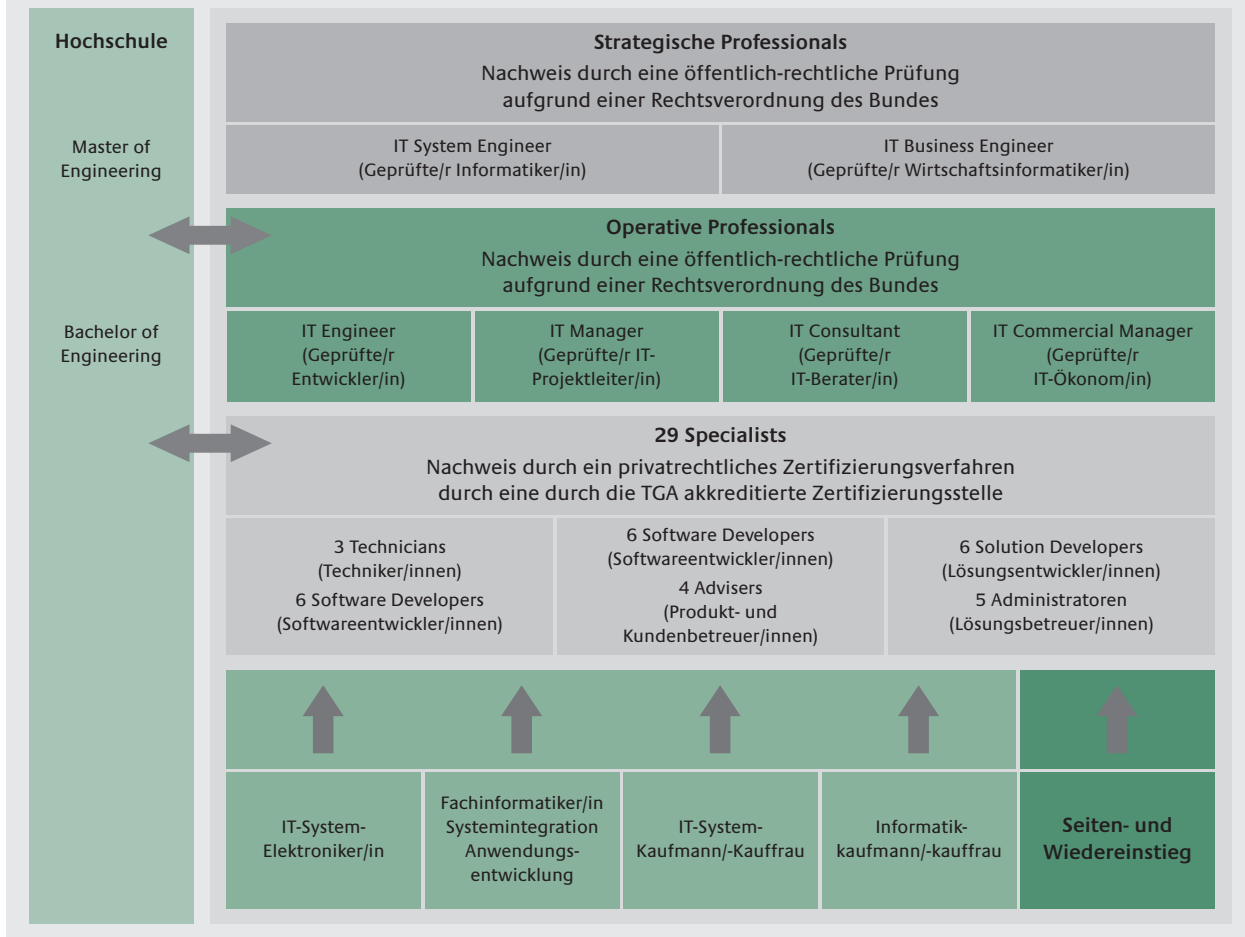 Hochschule
Master of
Engineering
Bachelor of
Engineering
Strategische Professionals
Nachweis durch eine öffentlich-rechtliche Prüfung
aufgrund einer Rechtsverordnung des Bundes
IT System Engineer
(Geprüfte/r Informatiker/in)
IT Business Engineer
(Geprüfte/r Wirtschaftsinformatiker/in)
Operative Professionals
Nachweis durch eine öffentlich-rechtliche Prüfung
aufgrund einer Rechtsverordnung des Bundes
IT Engineer
(Geprüfte/r
Entwickler/in)
IT Manager
(Geprüfte/r IT-
Projektleiter/in)
IT Consultant
(Geprüfte/r
IT-Berater/in)
IT Commercial Manager
(Geprüfte/r
IT-Ökonom/in)
29 Specialists
Nachweis durch ein privatrechtliches Zertifizierungsverfahren
durch eine durch die TGA akkreditierte Zertifizierungsstelle
3 Technicians
(Techniker/innen)
6 Software Developers
(Softwareentwickler/innen)
6 Software Developers
(Softwareentwickler/innen)
4 Advisers
(Produkt- und
Kundenbetreuer/innen)
6 Solution Developers
(Lösungsentwickler/innen)
5 Administratoren
(Lösungsbetreuer/innen)
IT-System-
Elektroniker/in
Fachinformatiker/in
Systemintegration
Anwendungs-
entwicklung
IT-System-
Kaufmann/-Kauffrau
Informatik-
kaufmann/-kauffrau
Seiten- und
Wiedereinstieg